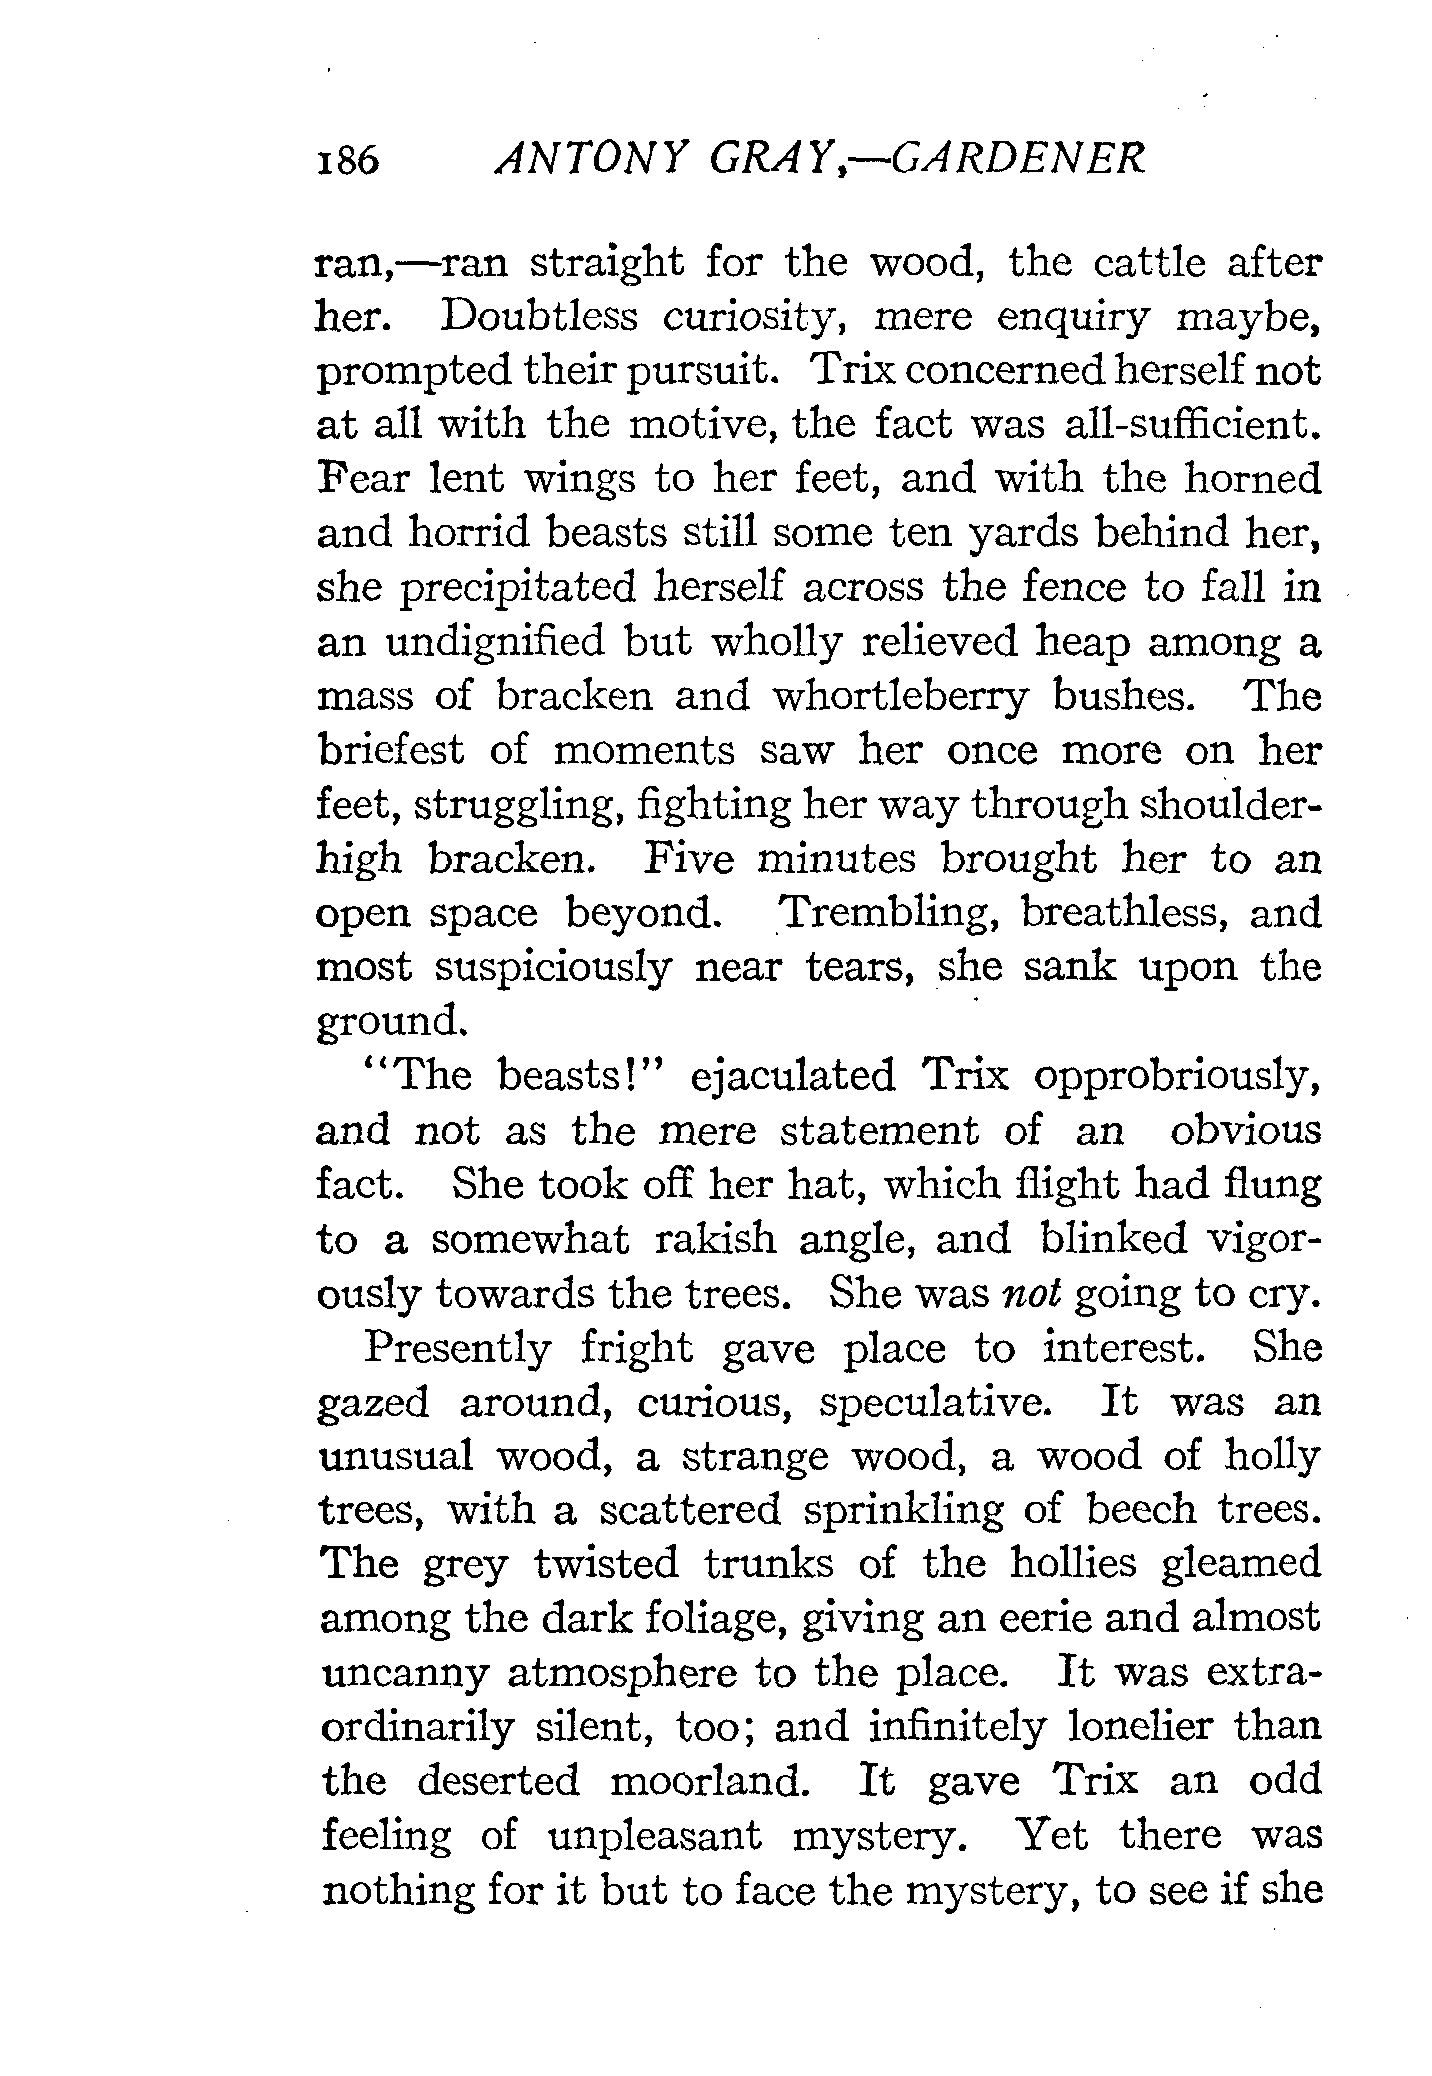 186 ANTONY GRAY,—GARDENER
ran,—ran straight for the wood, the cattle after
her. Doubtless curiosity, mere enquiry maybe,
prompted their pursuit. Trix concerned herself not
at all with the motive, the fact was all-sufficient.
Fear lent wings to her feet, and with the horned
and horrid beasts still some ten yards behind her,
she precipitated herself across the fence to fall in
an undignified but wholly relieved heap among a
mass of bracken and whortleberry bushes. The
briefest of moments saw her once more on her
feet, struggling, fighting her way through shoulder-
high bracken. Five minutes brought her to an
open space beyond. Trembling, breathless, and
most suspiciously near tears, she sank upon the
ground.
“The beasts!” ejaculated Trix opprobriously,
and not as the mere statement of an obvious
fact. She took off her hat, which flight had flung
to a somewhat rakish angle, and blinked vigor-
ously towards the trees. She was not going to cry.
Presently fright gave place to interest. She
gazed around, curious, speculative. It was an
unusual wood, a strange wood, a wood of holly
trees, with a scattered sprinkling of beech trees.
The grey twisted trunks of the hollies gleamed
among the dark foliage, giving an eerie and almost
uncanny atmosphere to the place. It was extra-
ordinarily silent, too; and infinitely lonelier than
the deserted moorland. It gave Trix an odd
feeling of unpleasant mystery. Yet there was
nothing for it but to face the mystery, to see if she